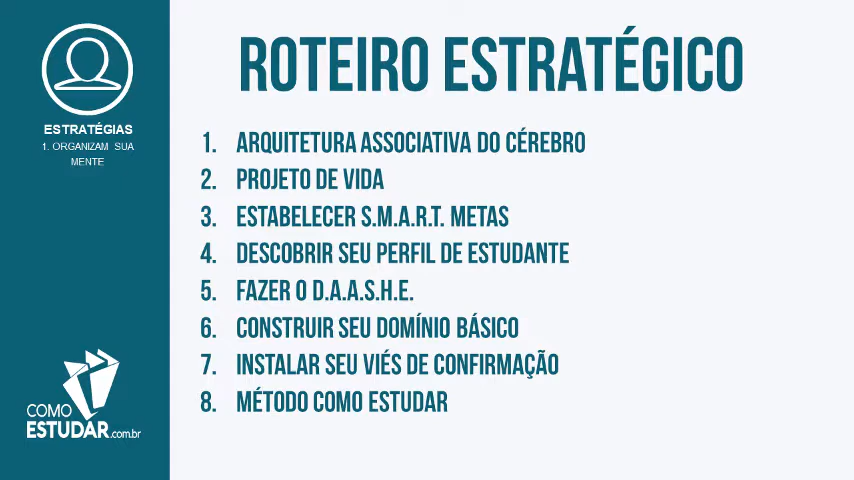 ESTRATÉGIAS
1. ORGANIZAM SUA
MENTE
COMO
ESTUDAR.com.br
ROTEIRO ESTRATÉGICO
1. ARQUITETURA ASSOCIATIVA DO CÉREBRO
2. PROJETO DE VIDA
3. ESTABELECER S.M.A.R.T. METAS
4. DESCOBRIR SEU PERFIL DE ESTUDANTE
5. FAZER O D.A.A.S.H.E.
6. CONSTRUIR SEU DOMÍNIO BÁSICO
7. INSTALAR SEU VIÉS DE CONFIRMAÇÃO
8. MÉTODO COMO ESTUDAR